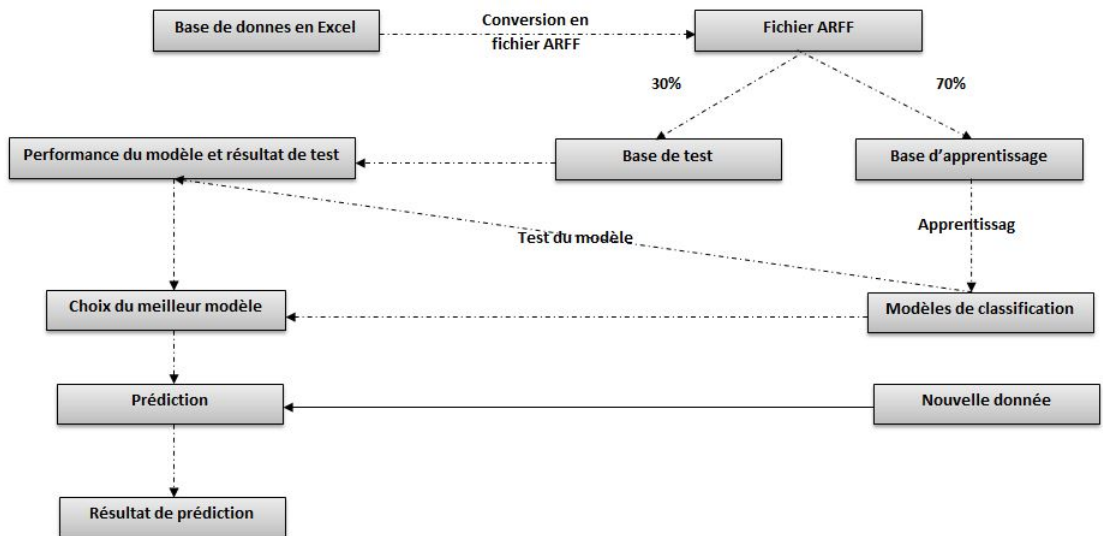 Base de donnes en Excel
Conversion en
fichier ARFF
Fichier ARFF
30%
70%
Performance du modèle et résultat de test
Base de test
Base d’apprentissage
Test du modèle
Apprentissag
Choix du meilleur modèle
Modèles de classification
Prédiction
Nouvelle donnée
Résultat de prédiction